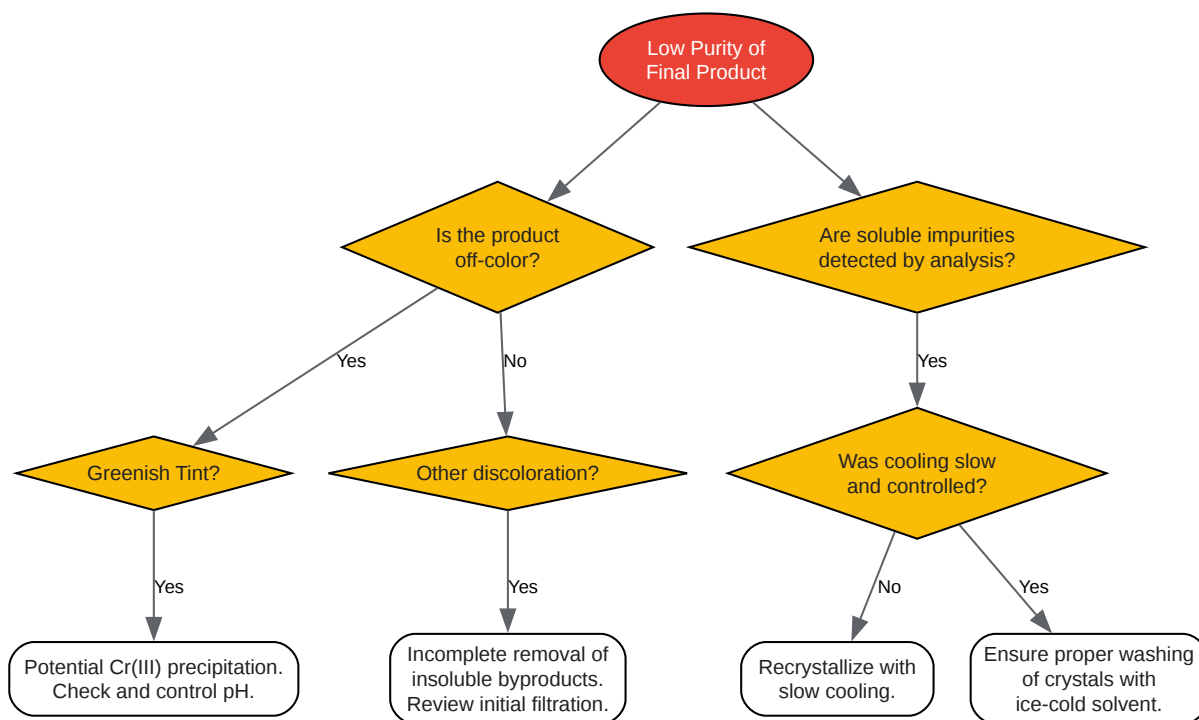 Low Purity of
Final Product
Is the product
off-color?
Are soluble impurities
detected by analysis?
Yes
No
Yes
Greenish Tint?
Other discoloration?
Was cooling slow
and controlled?
Yes
Yes
No
Yes
Potential Cr(III) precipitation.
Check and control pH.
Incomplete removal of
insoluble byproducts.
Review initial filtration.
Recrystallize with
slow cooling.
Ensure proper washing
of crystals with
ice-cold solvent.